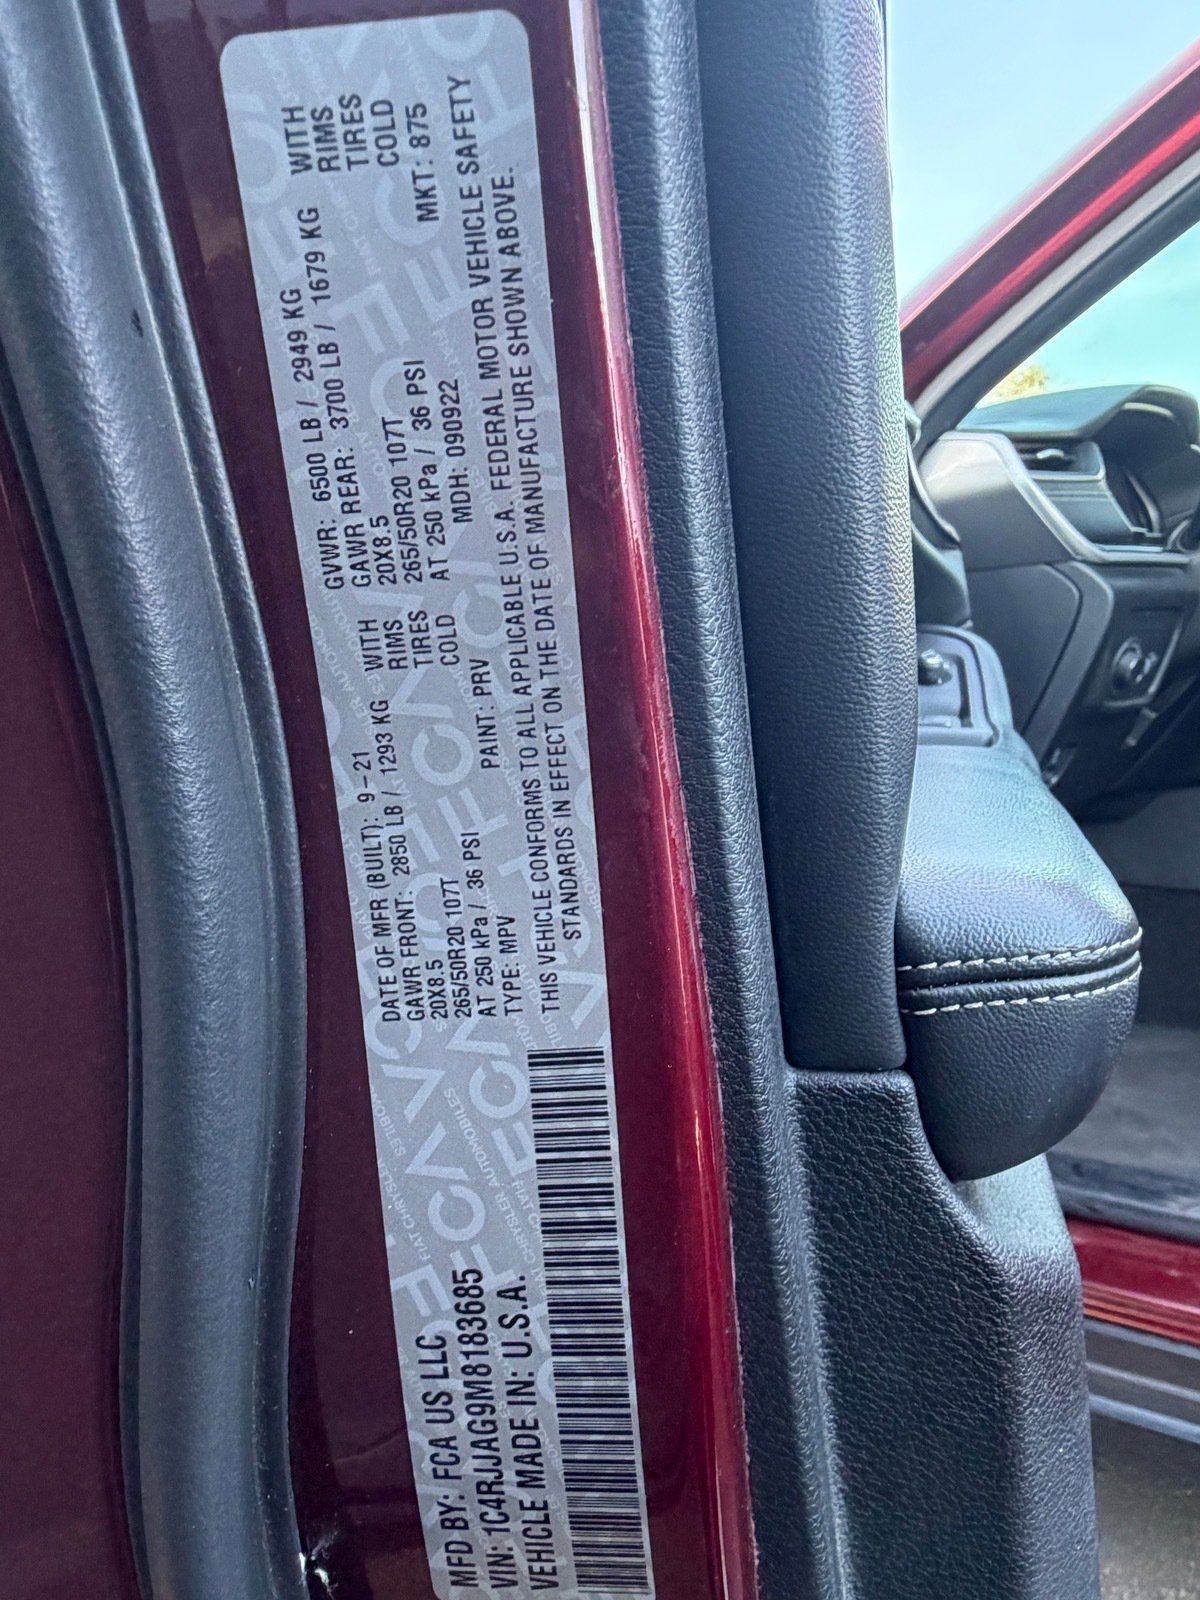 MFD BY: FCA US LLC
VIN: 1C4RJJAG9M8183685
VEHICLE MADE IN: U.S.A.
DATE OF MFR (BUILT): 9-21 GVWR: 6500 LB / 2949 KG
GAWR FRONT: 2850 LB / 1293 KG WITH GAWR REAR: 3700 LB / 1679 KG WITH
20X8.5 RIMS 20X8.5 RIMS
265/50R20 107T TIRES 265/50R20 107T TIRES
AT 250 kPa / 36 PSI COLD AT 250 kPa / 36 PSI COLD
TYPE: MPV PAINT: PRV MDH: 090922 MKT: 875
THIS VEHICLE CONFORMS TO ALL APPLICABLE U.S.A. FEDERAL MOTOR VEHICLE SAFETY
STANDARDS IN EFFECT ON THE DATE OF MANUFACTURE SHOWN ABOVE.